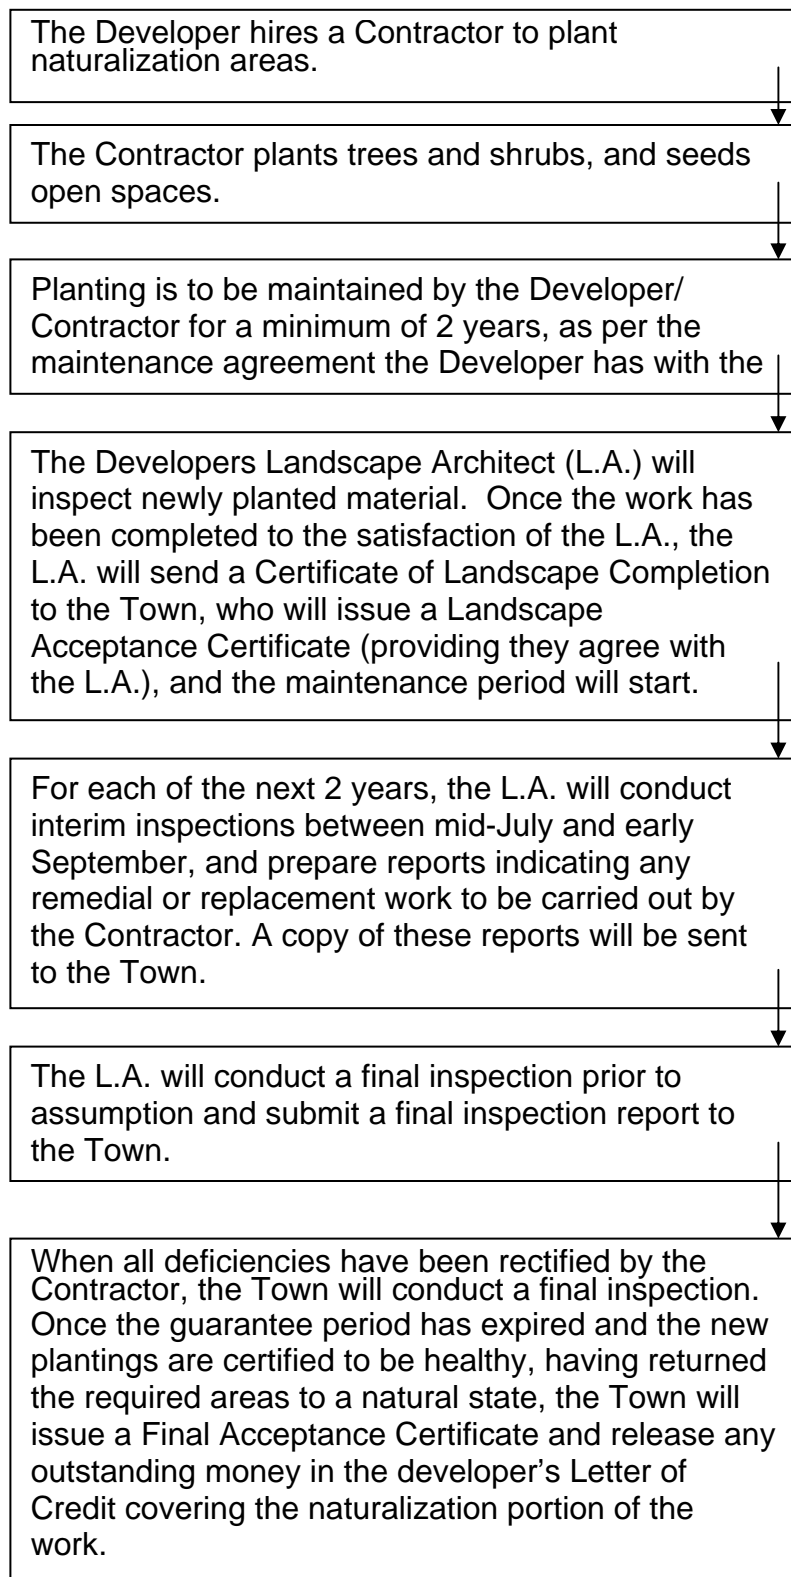 The Developer hires a Contractor to plant
naturalization areas.
The Contractor plants trees and shrubs, and seeds
open spaces.
Planting is to be maintained by the Developer/
Contractor for a minimum of 2 years, as per the
maintenance agreement the Developer has with the
The Developers Landscape Architect (L.A.) will
inspect newly planted material.  Once the work has
been completed to the satisfaction of the L.A., the
L.A. will send a Certificate of Landscape Completion
to the Town, who will issue a Landscape
Acceptance Certificate (providing they agree with
the L.A.), and the maintenance period will start.
For each of the next 2 years, the L.A. will conduct
interim inspections between mid-July and early
September, and prepare reports indicating any
remedial or replacement work to be carried out by
the Contractor. A copy of these reports will be sent
to the Town.
The L.A. will conduct a final inspection prior to
assumption and submit a final inspection report to
the Town.
When all deficiencies have been rectified by the
Contractor, the Town will conduct a final inspection.
Once the guarantee period has expired and the new
plantings are certified to be healthy, having returned
the required areas to a natural state, the Town will
issue a Final Acceptance Certificate and release any
outstanding money in the developer’s Letter of
Credit covering the naturalization portion of the
work.